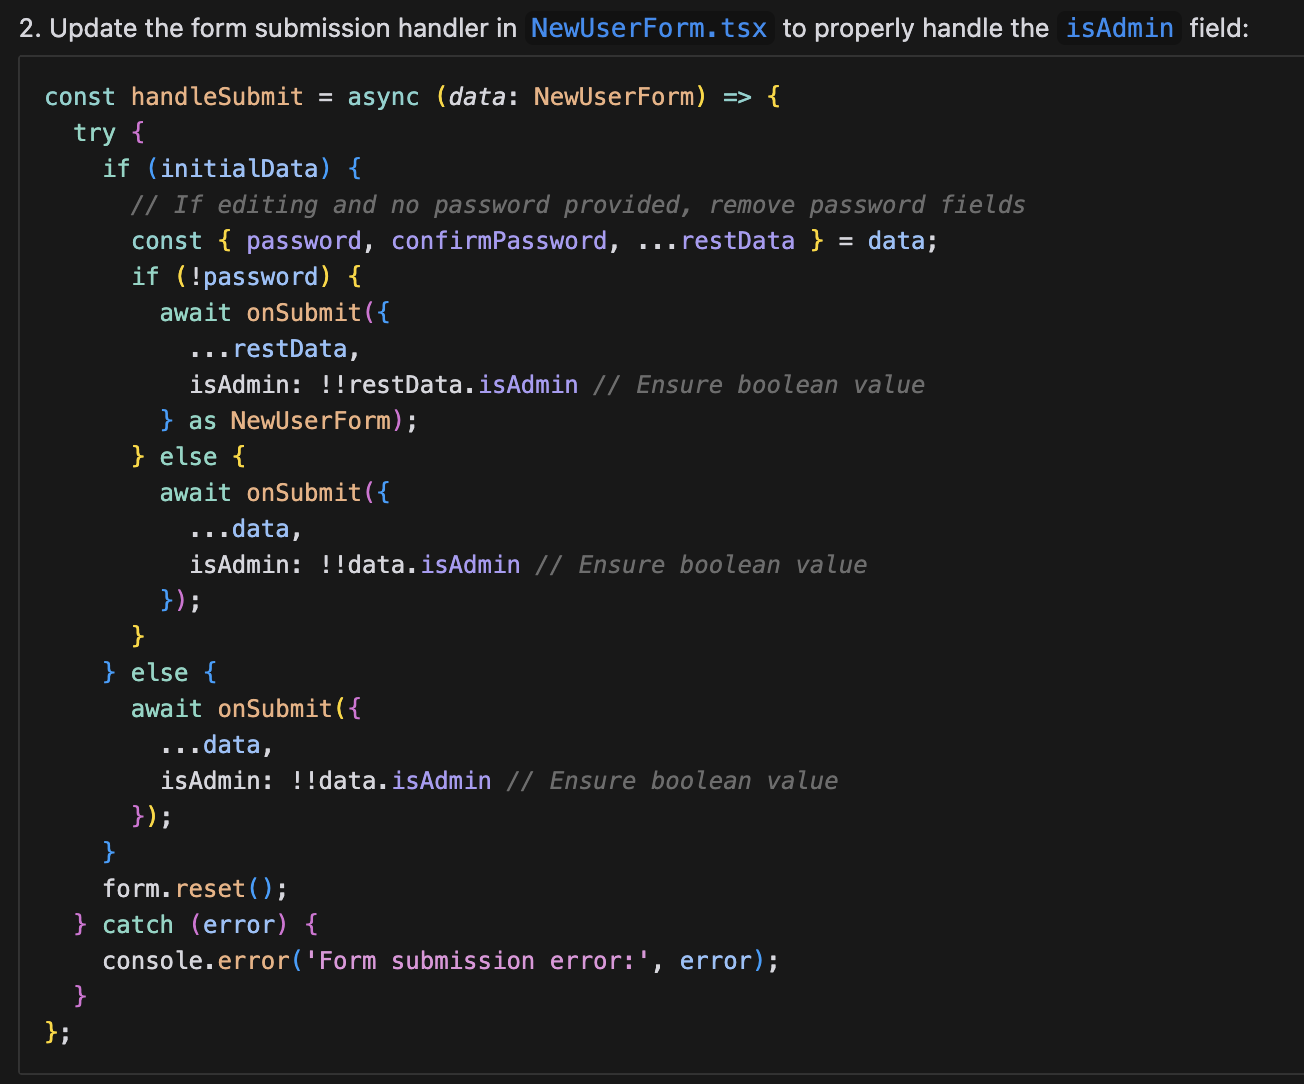 2. Update the form submission handler in NewUserForm.tsx to properly handle the isAdmin field:
const handleSubmit = async (data: NewUserForm) => {
  try {
    if (initialData) {
      // If editing and no password provided, remove password fields
      const { password, confirmPassword, ...restData } = data;
      if (!password) {
        await onSubmit({
          ...restData,
          isAdmin: !!restData.isAdmin // Ensure boolean value
        } as NewUserForm);
      } else {
        await onSubmit({
          ...data,
          isAdmin: !!data.isAdmin // Ensure boolean value
        });
      }
    } else {
      await onSubmit({
        ...data,
        isAdmin: !!data.isAdmin // Ensure boolean value
      });
    }
    form.reset();
  } catch (error) {
    console.error('Form submission error:', error);
  }
};